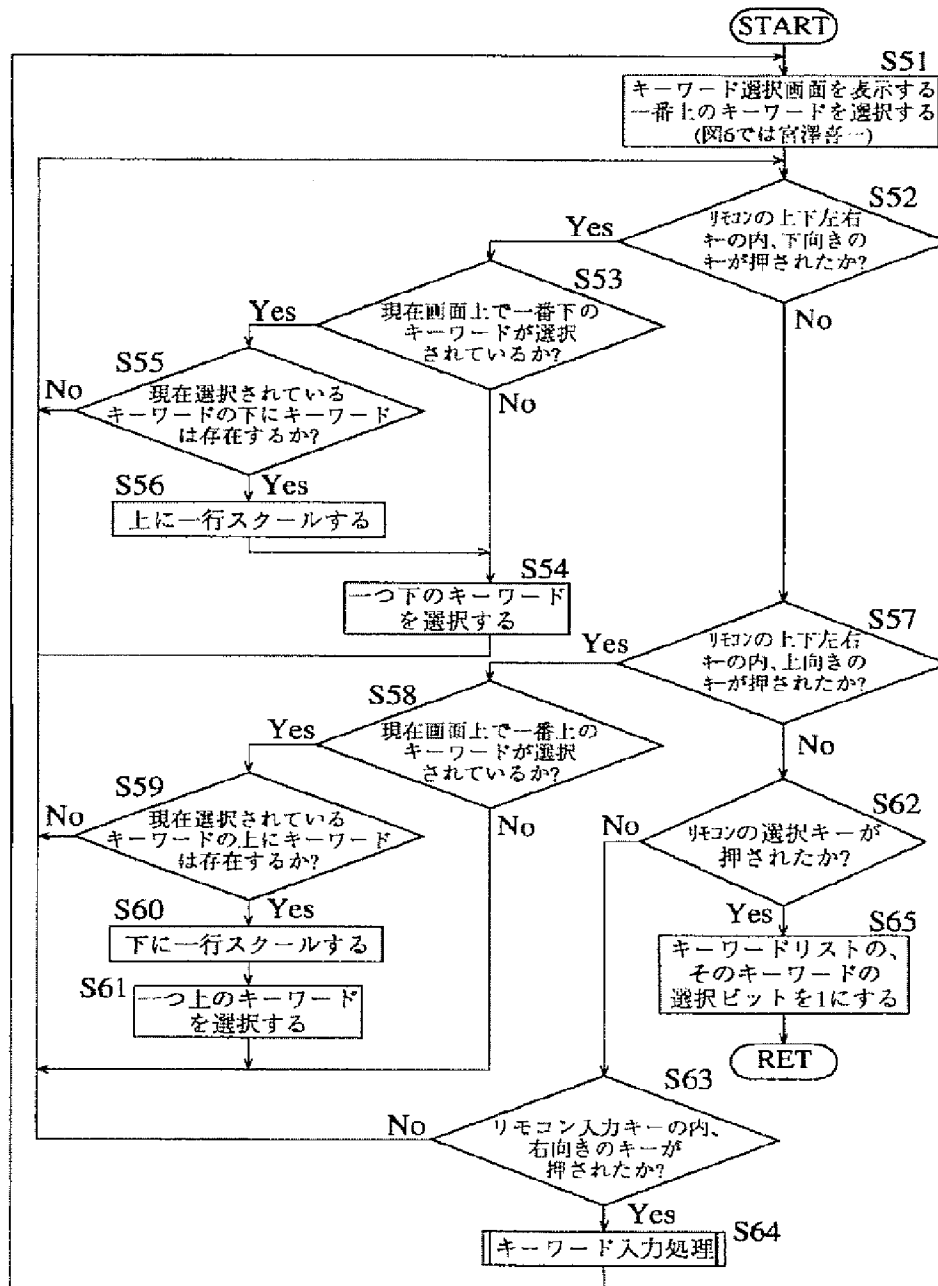 START
S51
キーワード選択画面を表示する
一番上のキーワードを選択する
(図6では宮澤喜一)
S52
リモコンの上下左右
キーの内、下向きの
キーが押されたか?
Yes
No
S53
現在画面上で一番下の
キーワードが選択
されているか?
Yes
No
S55
現在選択されている
キーワードの下にキーワード
は存在するか?
No
Yes
S56
上に一行スクールする
S54
一つ下のキーワード
を選択する
S57
リモコンの上下左右
キーの内、上向きの
キーが押されたか?
Yes
No
S58
現在画面上で一番上の
キーワードが選択
されているか?
Yes
No
S59
現在選択されている
キーワードの上にキーワード
は存在するか?
No
Yes
S60
下に一行スクールする
S61
一つ上のキーワード
を選択する
S62
リモコンの選択キーが
押されたか?
No
Yes
S65
キーワードリストの、
そのキーワードの
選択ビットを1にする
RET
S63
リモコン入力キーの内、
右向きのキーが
押されたか?
No
Yes
S64
キーワード入力処理